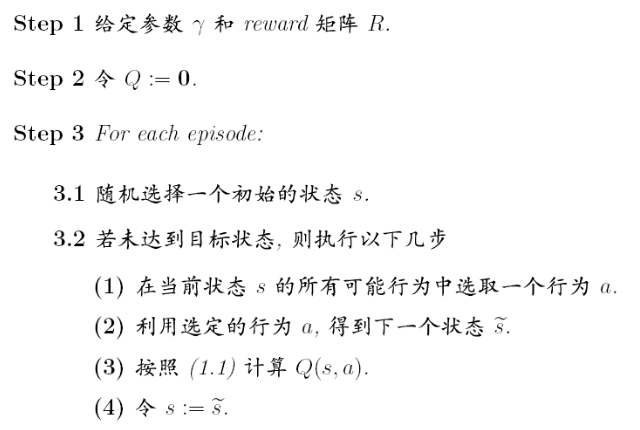 Step 1 给定参数 γ 和 reward 矩阵 R.
Step 2 令 Q := 0.
Step 3 For each episode:
3.1 随机选择一个初始的状态 s.
3.2 若未达到目标状态, 则执行以下几步
(1) 在当前状态 s 的所有可能行为中选取一个行为 a.
(2) 利用选定的行为 a, 得到下一个状态 s̃.
(3) 按照 (1.1) 计算 Q(s, a).
(4) 令 s := s̃.